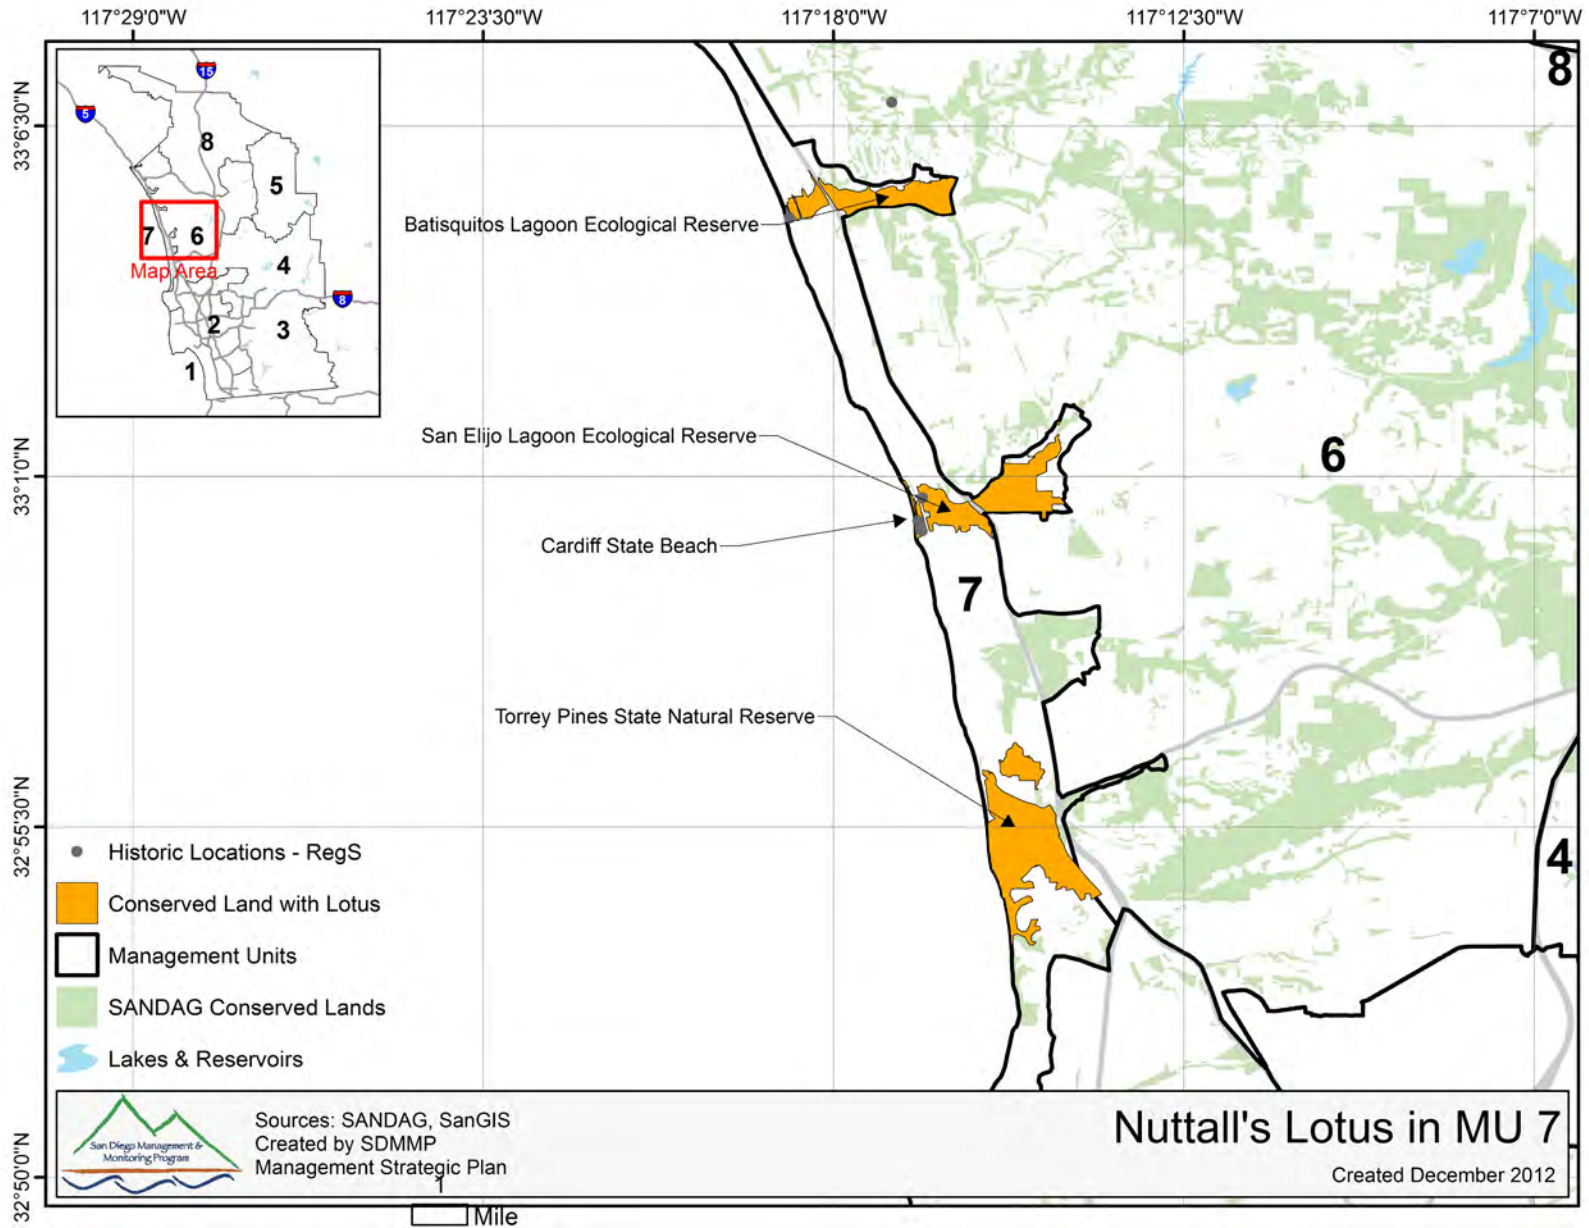 117°29'0"W
117°23'30"W
117°18'0"W
117°12'30"W
117°7'0"W
33°6'30"N
33°1'0"N
32°55'30"N
32°50'0"N
15
5
8
5
7
6
4
Map Area
8
2
3
1
8
6
7
4
Batisquitos Lagoon Ecological Reserve
San Elijo Lagoon Ecological Reserve
Cardiff State Beach
Torrey Pines State Natural Reserve
Historic Locations - RegS
Conserved Land with Lotus
Management Units
SANDAG Conserved Lands
Lakes & Reservoirs
San Diego Management &
Monitoring Program
Sources: SANDAG, SanGIS
Created by SDMMP
Management Strategic Plan
Nuttall's Lotus in MU 7
Created December 2012
1
Mile